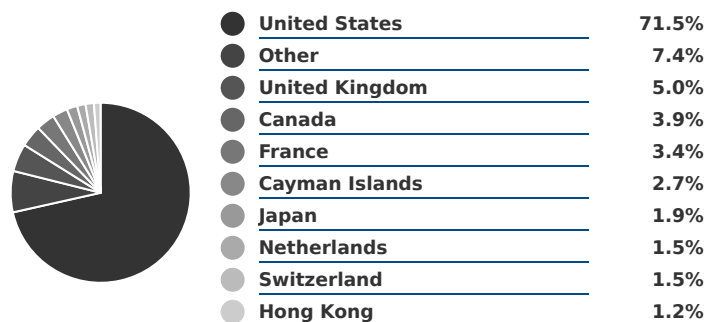 United States 71.5%
Other 7.4%
United Kingdom 5.0%
Canada 3.9%
France 3.4%
Cayman Islands 2.7%
Japan 1.9%
Netherlands 1.5%
Switzerland 1.5%
Hong Kong 1.2%